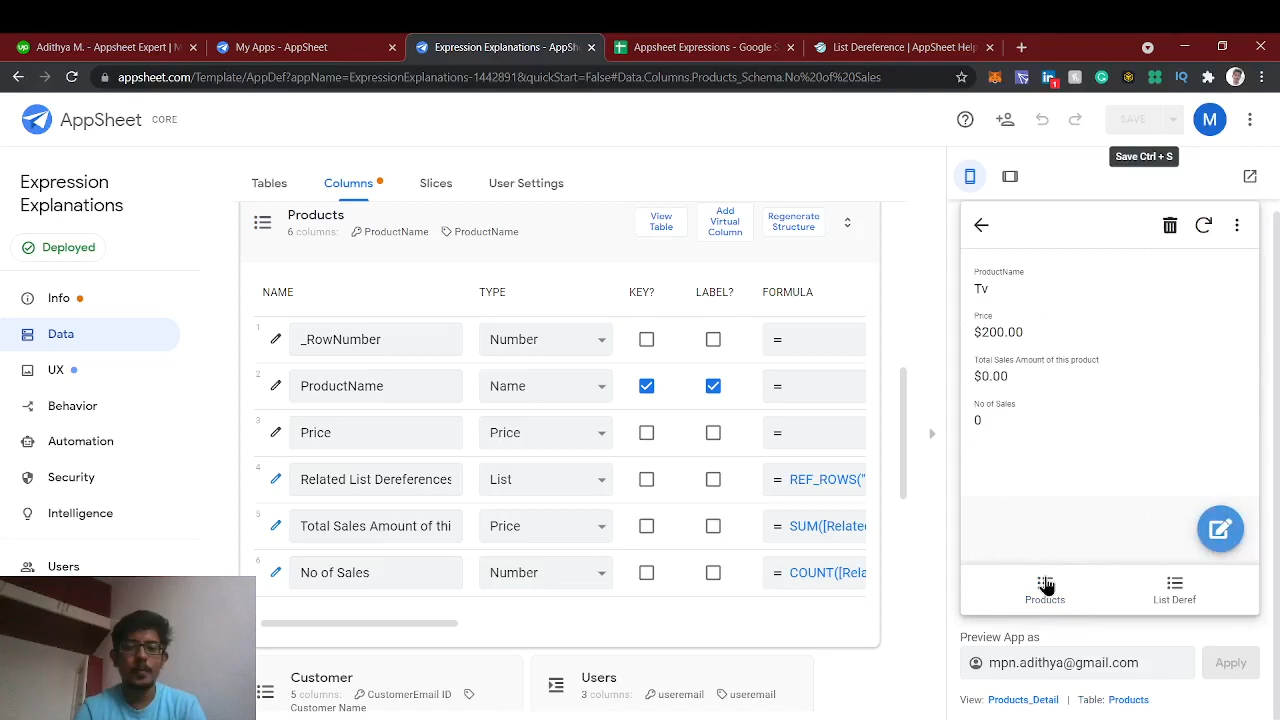 Adithya M. - Appsheet Expert |
My Apps - AppSheet
Expression Explanations - AppSh
Appsheet Expressions - Google S
List Dereference | AppSheet Help
appsheet.com/Template/AppDef?appName=ExpressionExplanations-1442891&quickStart=False#Data.Columns.Products_Schema.No%20of%20Sales
AppSheet CORE
SAVE
M
Save Ctrl + S
Expression
Explanations
Deployed
Info
Data
UX
Behavior
Automation
Security
Intelligence
Users
Tables
Columns
Slices
User Settings
Products
6 columns: ProductName ProductName
View
Table
Add
Virtual
Column
Regenerate
Structure
NAME TYPE KEY? LABEL? FORMULA
1 _RowNumber Number =
2 ProductName Name =
3 Price Price =
4 Related List Dereferences List = REF_ROWS("
5 Total Sales Amount of thi Price = SUM([Relate
6 No of Sales Number = COUNT([Rela
Customer
5 columns: CustomerEmail ID
Customer Name
Users
3 columns: useremail useremail
ProductName
Tv
Price
$200.00
Total Sales Amount of this product
$0.00
No of Sales
0
Products
List Deref
Preview App as
mpn.adithya@gmail.com
Apply
View: Products_Detail | Table: Products